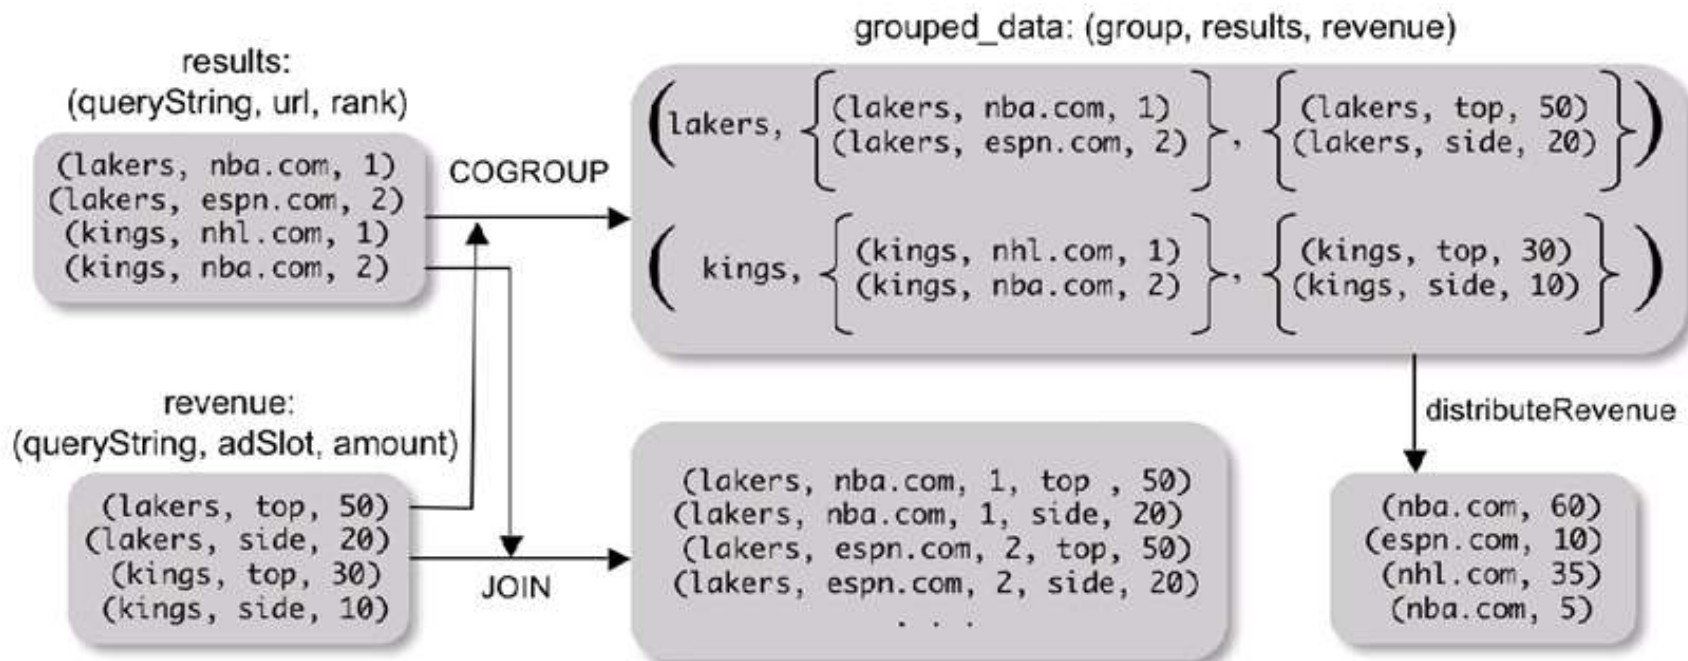 results:
(queryString, url, rank)
(lakers, nba.com, 1)
(lakers, espn.com, 2)
(kings, nhl.com, 1)
(kings, nba.com, 2)
COGROUP
grouped_data: (group, results, revenue)
(lakers, {(lakers, nba.com, 1)
(lakers, espn.com, 2)}, {(lakers, top, 50)
(lakers, side, 20)})
( kings, {(kings, nhl.com, 1)
(kings, nba.com, 2)}, {(kings, top, 30)
(kings, side, 10)})
revenue:
(queryString, adSlot, amount)
(lakers, top, 50)
(lakers, side, 20)
(kings, top, 30)
(kings, side, 10)
JOIN
(lakers, nba.com, 1, top , 50)
(lakers, nba.com, 1, side, 20)
(lakers, espn.com, 2, top, 50)
(lakers, espn.com, 2, side, 20)
. . .
distributeRevenue
(nba.com, 60)
(espn.com, 10)
(nhl.com, 35)
(nba.com, 5)